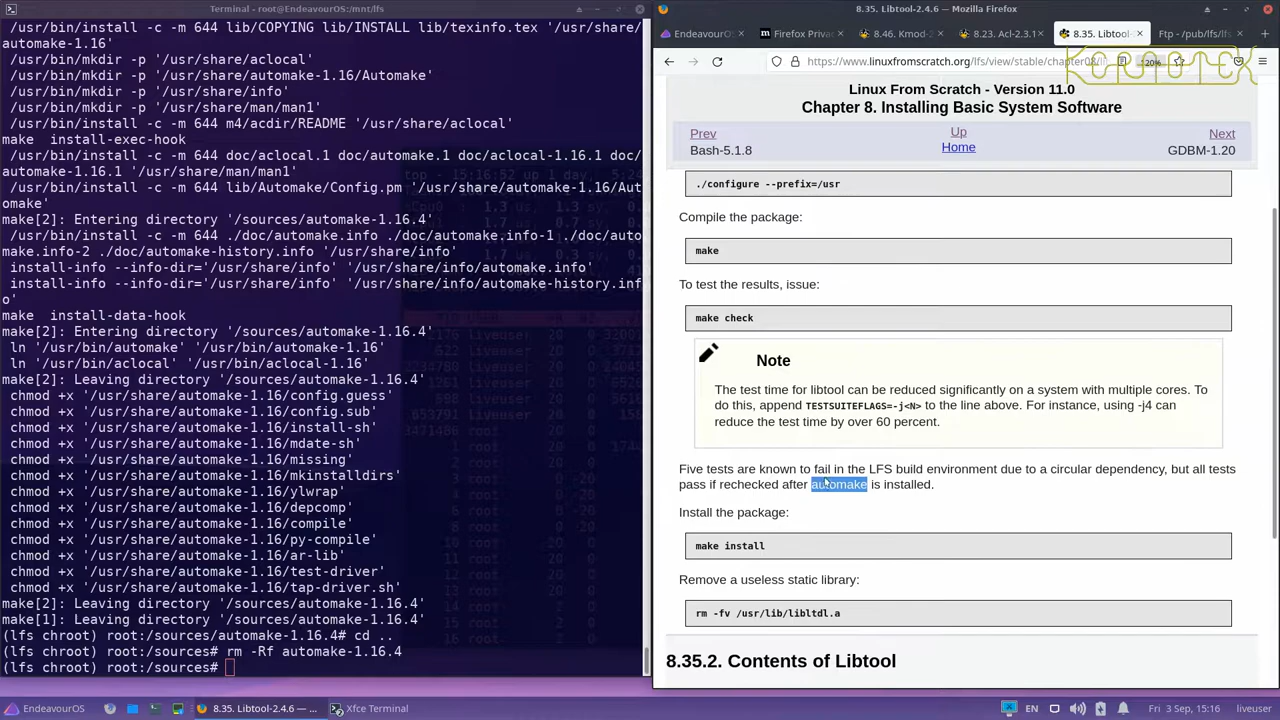 Terminal - root@EndeavourOS:/mnt/lfs
/usr/bin/install -c -m 644 lib/COPYING lib/INSTALL lib/texinfo.tex '/usr/share/
automake-1.16'
/usr/bin/mkdir -p '/usr/share/aclocal'
/usr/bin/mkdir -p '/usr/share/automake-1.16/Automake'
/usr/bin/mkdir -p '/usr/share/info'
/usr/bin/mkdir -p '/usr/share/man/man1'
/usr/bin/install -c -m 644 m4/acdir/README '/usr/share/aclocal'
make  install-exec-hook
/usr/bin/install -c -m 644 doc/aclocal.1 doc/automake.1 doc/aclocal-1.16.1 doc/
automake-1.16.1 '/usr/share/man/man1'
/usr/bin/install -c -m 644 lib/Automake/Config.pm '/usr/share/automake-1.16/Aut
omake'
make[2]: Entering directory '/sources/automake-1.16.4'
/usr/bin/install -c -m 644 ./doc/automake.info ./doc/automake.info-1 ./doc/auto
make.info-2 ./doc/automake-history.info '/usr/share/info'
install-info --info-dir='/usr/share/info' '/usr/share/info/automake.info'
install-info --info-dir='/usr/share/info' '/usr/share/info/automake-history.inf
o'
make  install-data-hook
make[2]: Entering directory '/sources/automake-1.16.4'
ln '/usr/bin/automake' '/usr/bin/automake-1.16'
ln '/usr/bin/aclocal' '/usr/bin/aclocal-1.16'
make[2]: Leaving directory '/sources/automake-1.16.4'
chmod +x '/usr/share/automake-1.16/config.guess'
chmod +x '/usr/share/automake-1.16/config.sub'
chmod +x '/usr/share/automake-1.16/install-sh'
chmod +x '/usr/share/automake-1.16/mdate-sh'
chmod +x '/usr/share/automake-1.16/missing'
chmod +x '/usr/share/automake-1.16/mkinstalldirs'
chmod +x '/usr/share/automake-1.16/ylwrap'
chmod +x '/usr/share/automake-1.16/depcomp'
chmod +x '/usr/share/automake-1.16/compile'
chmod +x '/usr/share/automake-1.16/py-compile'
chmod +x '/usr/share/automake-1.16/ar-lib'
chmod +x '/usr/share/automake-1.16/test-driver'
chmod +x '/usr/share/automake-1.16/tap-driver.sh'
make[2]: Leaving directory '/sources/automake-1.16.4'
make[1]: Leaving directory '/sources/automake-1.16.4'
(lfs chroot) root:/sources/automake-1.16.4# cd ..
(lfs chroot) root:/sources# rm -Rf automake-1.16.4
(lfs chroot) root:/sources#
8.35. Libtool-2.4.6 — Mozilla Firefox
EndeavourOS
Firefox Privac
8.46. Kmod-2
8.23. Acl-2.3.1
8.35. Libtool-
Ftp - /pub/lfs/lfs
https://www.linuxfromscratch.org/lfs/view/stable/chapter08/li
120%
Linux From Scratch - Version 11.0
Chapter 8. Installing Basic System Software
Prev
Up
Next
Bash-5.1.8
Home
GDBM-1.20
./configure --prefix=/usr
Compile the package:
make
To test the results, issue:
make check
Note
The test time for libtool can be reduced significantly on a system with multiple cores. To
do this, append TESTSUITEFLAGS=-j<N> to the line above. For instance, using -j4 can
reduce the test time by over 60 percent.
Five tests are known to fail in the LFS build environment due to a circular dependency, but all tests
pass if rechecked after automake is installed.
Install the package:
make install
Remove a useless static library:
rm -fv /usr/lib/libltdl.a
8.35.2. Contents of Libtool
EndeavourOS
8.35. Libtool-2.4.6 — ...
Xfce Terminal
EN
Fri 3 Sep, 15:16
liveuser